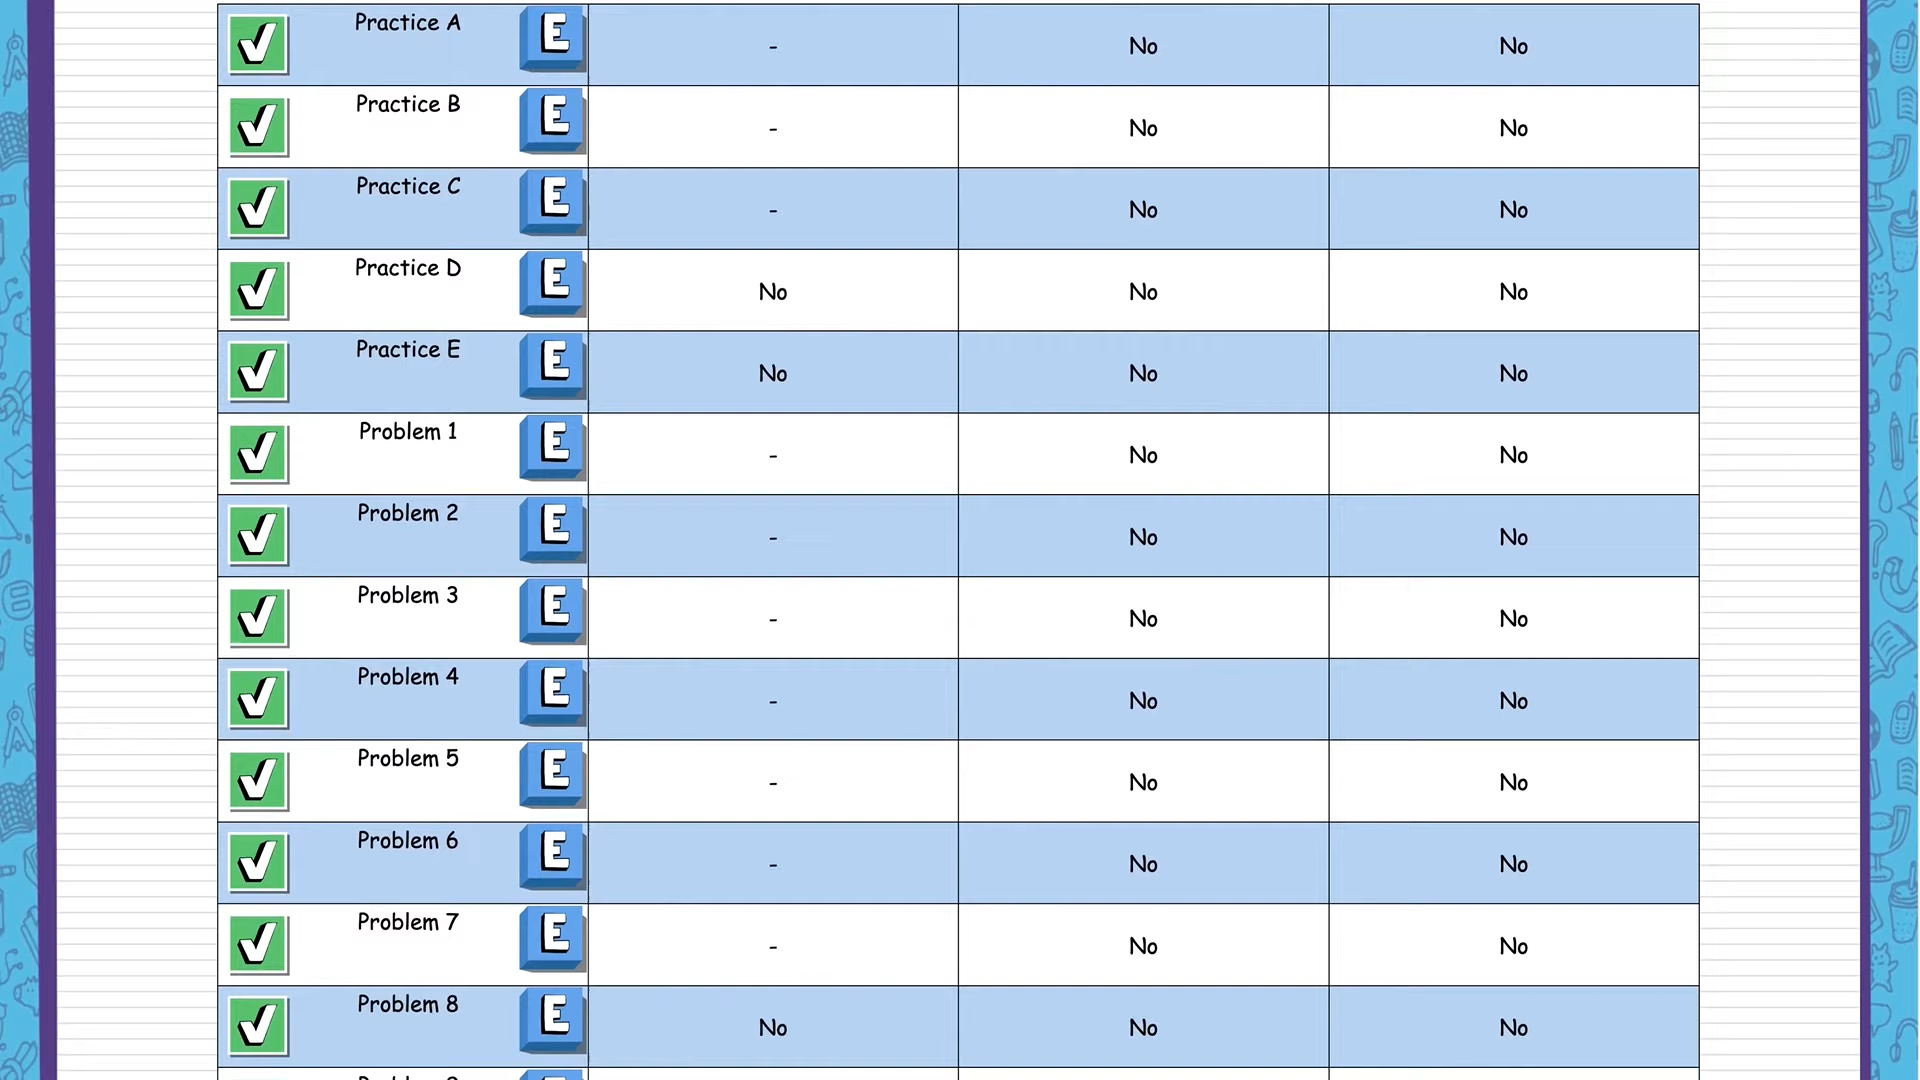 Practice A E - No No
Practice B E - No No
Practice C E - No No
Practice D E No No No
Practice E E No No No
Problem 1 E - No No
Problem 2 E - No No
Problem 3 E - No No
Problem 4 E - No No
Problem 5 E - No No
Problem 6 E - No No
Problem 7 E - No No
Problem 8 E No No No